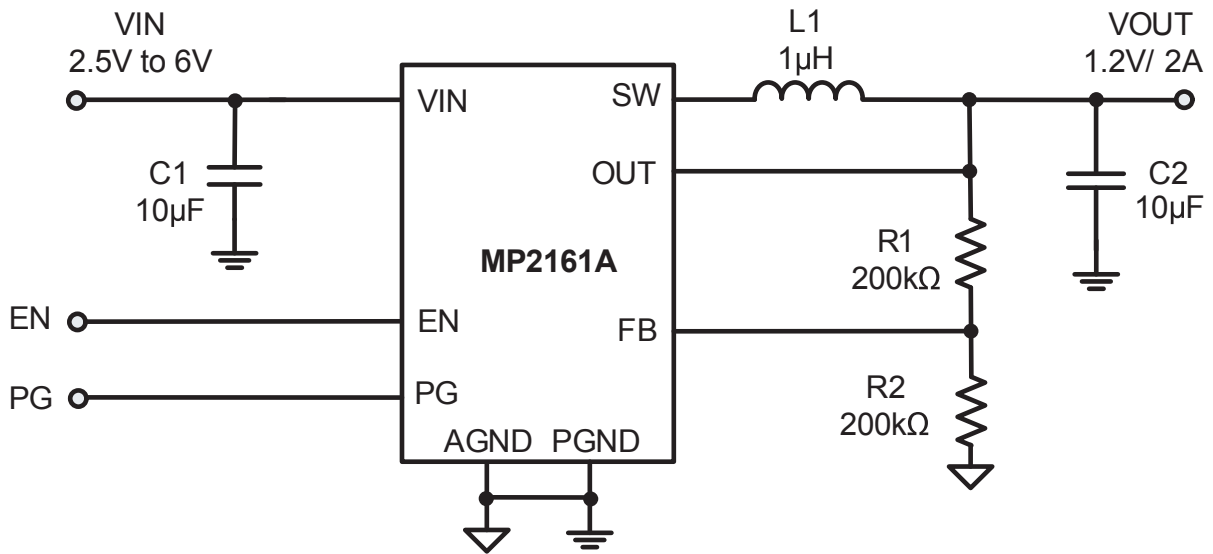 VIN
2.5V to 6V
L1
1µH
VOUT
1.2V/ 2A
VIN
SW
C1
10µF
OUT
C2
10µF
MP2161A
R1
200kΩ
EN
EN
FB
PG
PG
R2
200kΩ
AGND PGND